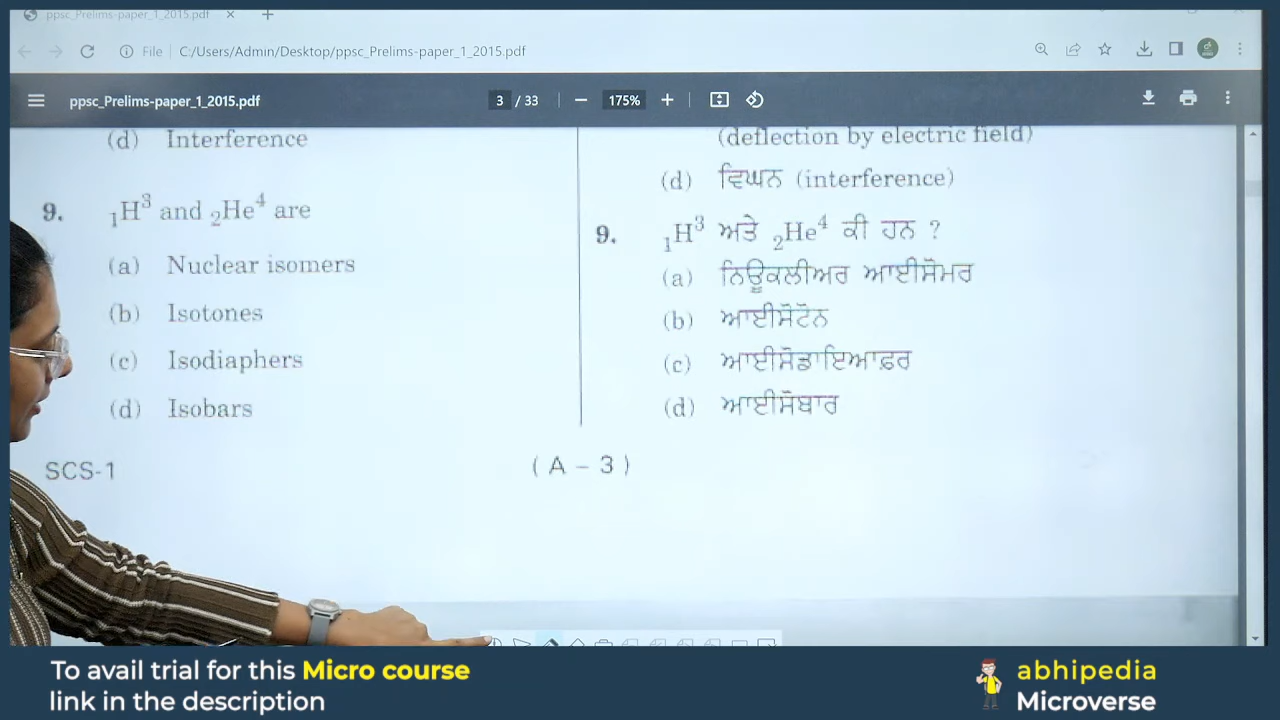 ppsc_Prelims-paper_1_2015.pdf
File
C:/Users/Admin/Desktop/ppsc_Prelims-paper_1_2015.pdf
ppsc_Prelims-paper_1_2015.pdf
3 / 33
175%
(d) Interference
9. ₁H³ and ₂He⁴ are
(a) Nuclear isomers
(b) Isotones
(c) Isodiaphers
(d) Isobars
(deflection by electric field)
(d) ਵਿਘਨ (interference)
9. ₁H³ ਅਤੇ ₂He⁴ ਕੀ ਹਨ ?
(a) ਨਿਊਕਲੀਅਰ ਆਈਸੋਮਰ
(b) ਆਈਸੋਟੋਨ
(c) ਆਈਸੋਡਾਇਆਫ਼ਰ
(d) ਆਈਸੋਬਾਰ
SCS-1
( A – 3 )
To avail trial for this Micro course
link in the description
abhipedia
Microverse